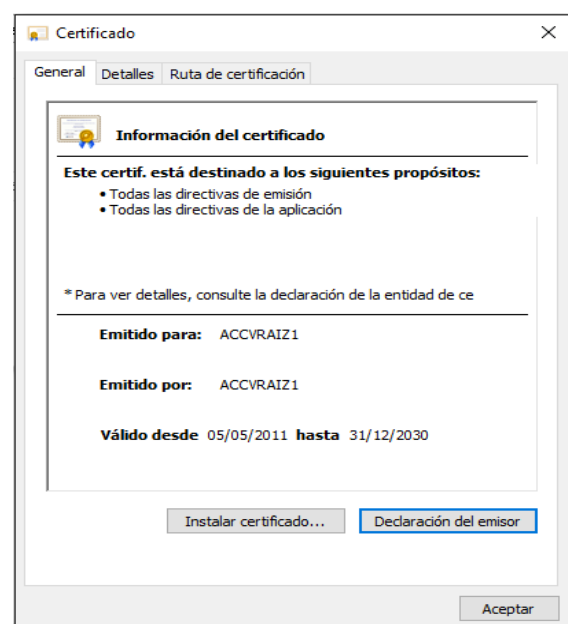 Certificado
General Detalles Ruta de certificación
Información del certificado
Este certif. está destinado a los siguientes propósitos:
• Todas las directivas de emisión
• Todas las directivas de la aplicación
* Para ver detalles, consulte la declaración de la entidad de ce
Emitido para: ACCVRAIZ1
Emitido por: ACCVRAIZ1
Válido desde 05/05/2011 hasta 31/12/2030
Instalar certificado... Declaración del emisor
Aceptar